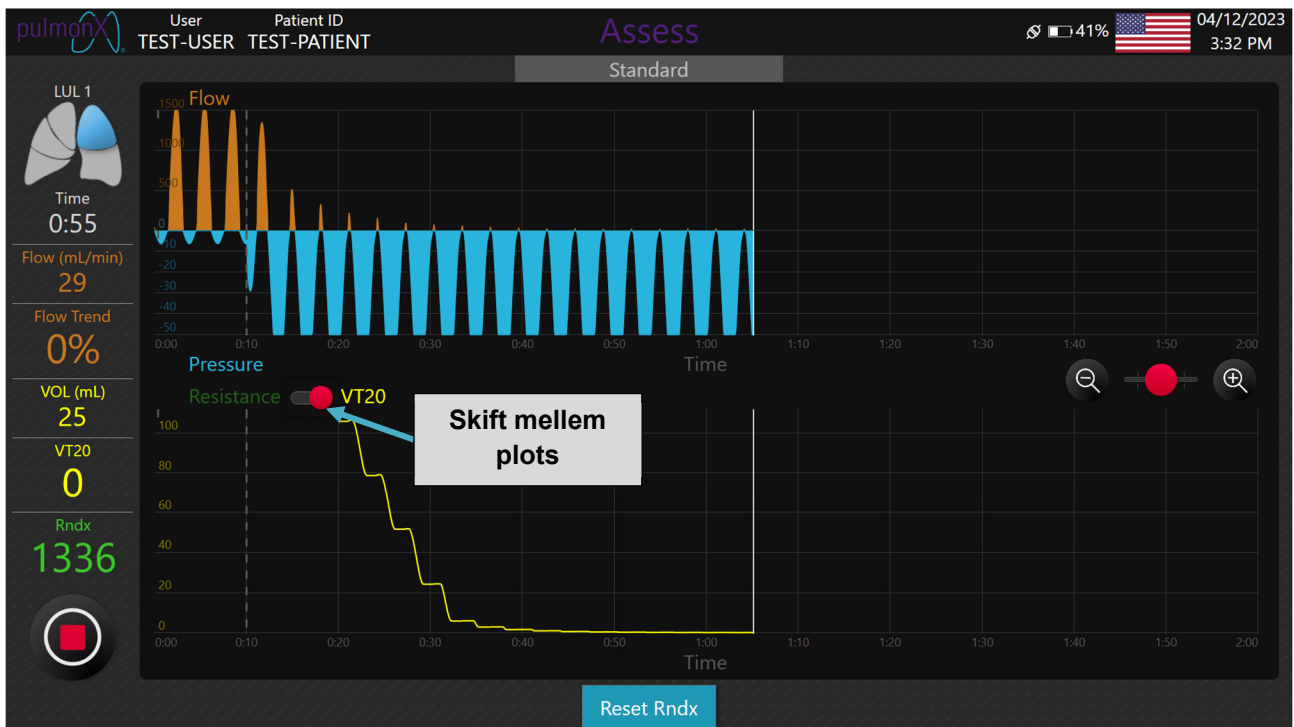 pulmonX®
User
TEST-USER
Patient ID
TEST-PATIENT
Assess
41%
04/12/2023
3:32 PM
Standard
LUL 1
Time
0:55
Flow (mL/min)
29
Flow Trend
0%
VOL (mL)
25
VT20
0
Rndx
1336
Flow
1500
1000
500
0
-10
-20
-30
-40
-50
0:00 0:10 0:20 0:30 0:40 0:50 1:00 1:10 1:20 1:30 1:40 1:50 2:00
Pressure
Time
Resistance VT20
Skift mellem
plots
100
80
60
40
20
0
0:00 0:10 0:20 0:30 0:40 0:50 1:00 1:10 1:20 1:30 1:40 1:50 2:00
Time
Reset Rndx